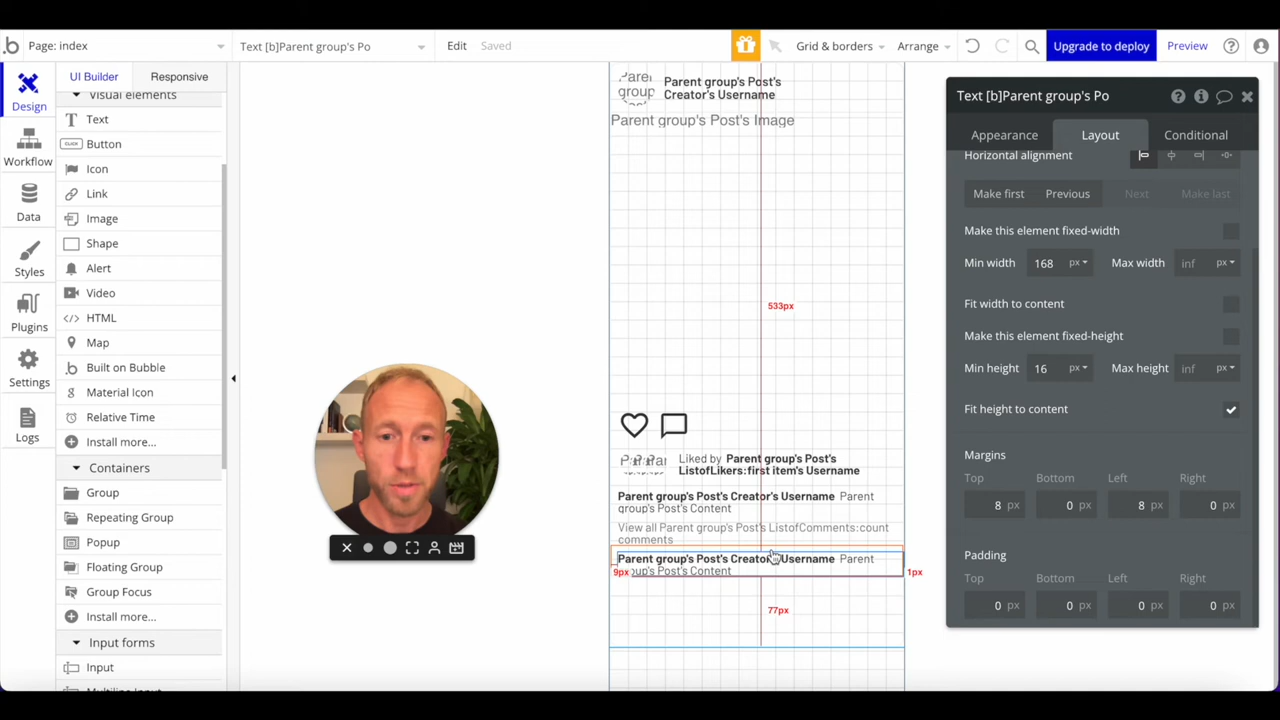 Page: index
Text [b]Parent group's Po
Edit
Saved
Grid & borders
Arrange
Upgrade to deploy
Preview
UI Builder
Responsive
Design
Workflow
Data
Styles
Plugins
Settings
Logs
Visual elements
Text
CLICK
Button
Icon
Link
Image
Shape
Alert
Video
HTML
Map
Built on Bubble
Material Icon
Relative Time
Install more...
Containers
Group
Repeating Group
Popup
Floating Group
Group Focus
Install more...
Input forms
Input
Multiline Input
Parent group's Post's
Creator's Username
Parent group's Post's Image
533px
Liked by Parent group's Post's
ListofLikers:first item's Username
Parent group's Post's Creator's Username Parent
group's Post's Content
View all Parent group's Post's ListofComments:count
comments
Parent group's Post's Creator's Username Parent
9px
Post's Content
1px
77px
Text [b]Parent group's Po
Appearance
Layout
Conditional
Horizontal alignment
Make first
Previous
Next
Make last
Make this element fixed-width
Min width 168 px Max width inf px
Fit width to content
Make this element fixed-height
Min height 16 px Max height inf px
Fit height to content
Margins
Top Bottom Left Right
8 px 0 px 8 px 0 px
Padding
Top Bottom Left Right
0 px 0 px 0 px 0 px